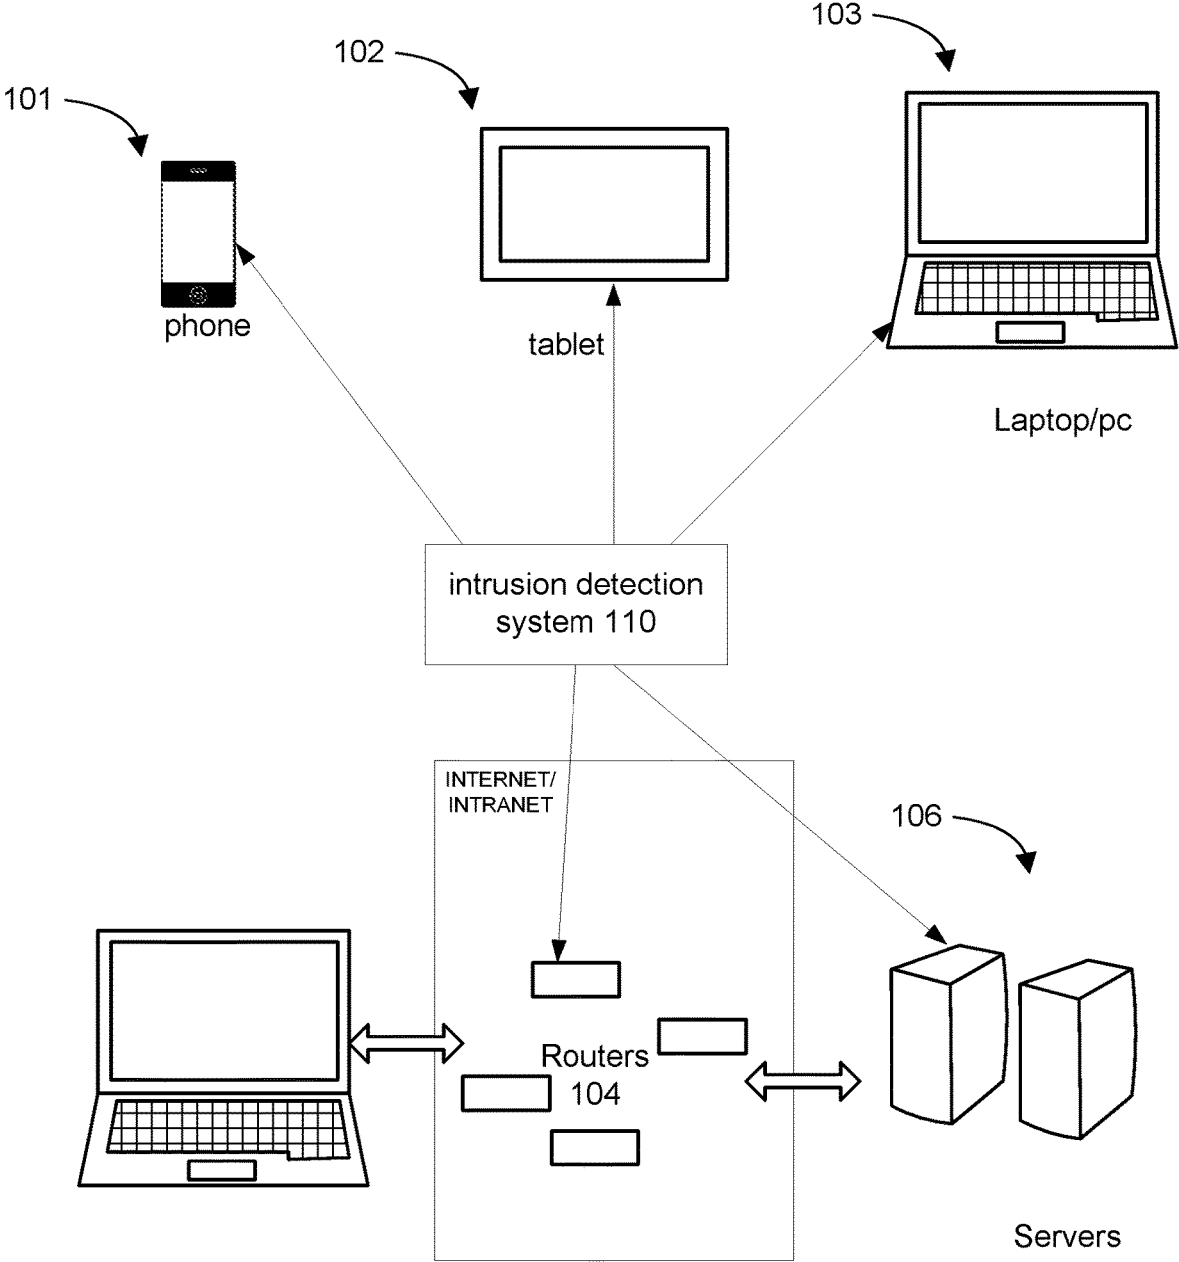 103
102
101
phone
tablet
Laptop/pc
intrusion detection
system 110
INTERNET/
INTRANET
106
Routers
104
Servers